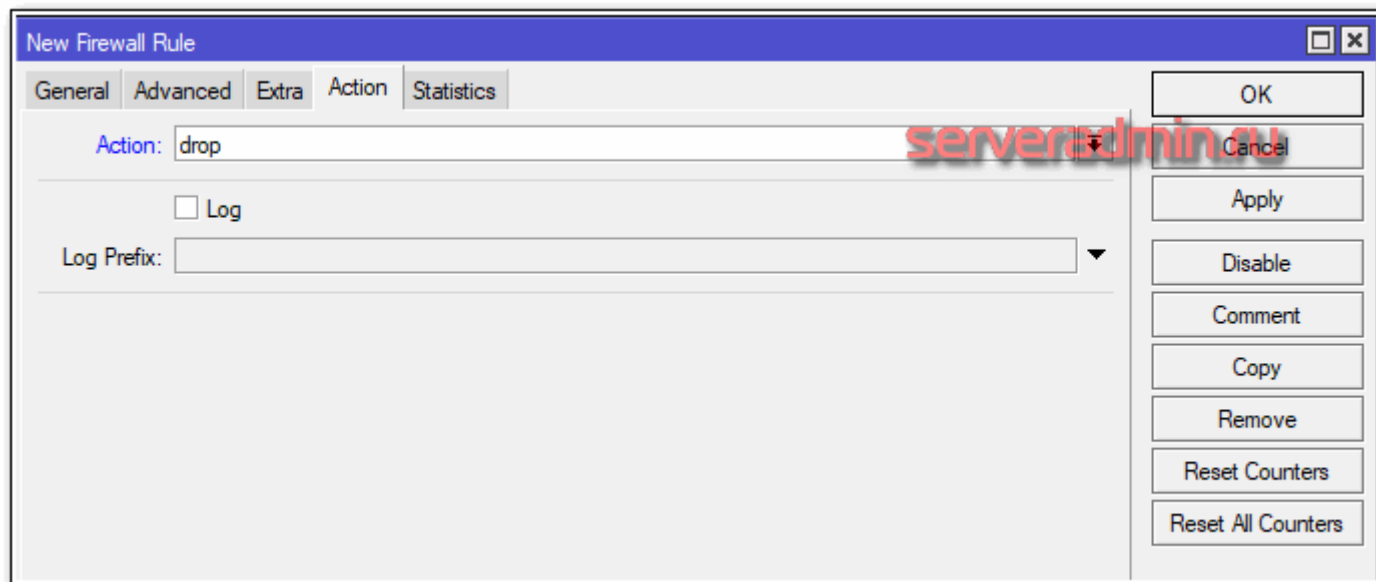 New Firewall Rule
General Advanced Extra Action Statistics
Action: drop
Log
Log Prefix:
OK
Cancel
Apply
Disable
Comment
Copy
Remove
Reset Counters
Reset All Counters
serveradmin.ru